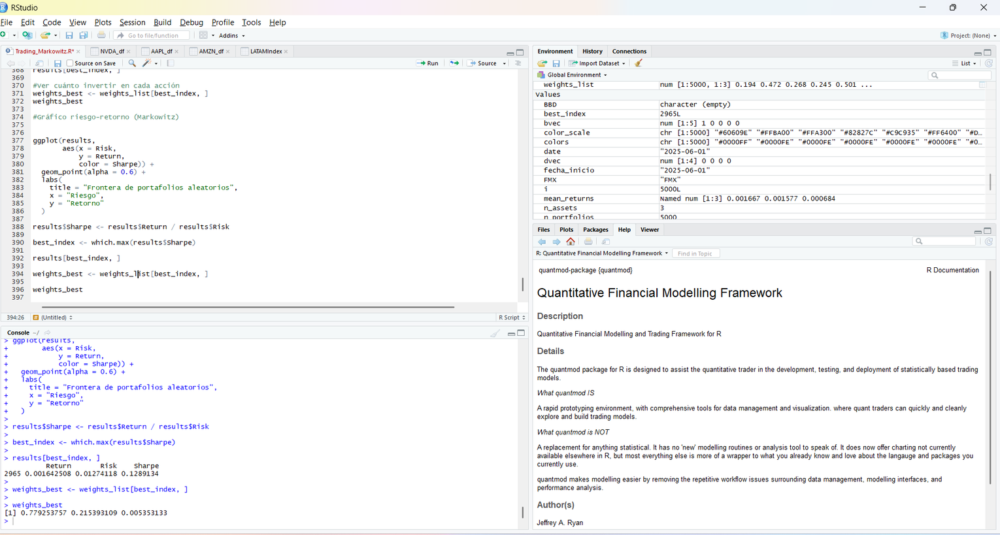 RStudio
File Edit Code View Plots Session Build Debug Profile Tools Help
Go to file/function Addins Project: (None)
Trading_Markowitz.R* NVDA_df AAPL_df AMZN_df LATAMIndex
Source on Save Run Source
368 results[best_index, ]
369
370 #Ver cuánto invertir en cada acción
371 weights_best <- weights_list[best_index, ]
372 weights_best
373
374 #Gráfico riesgo-retorno (Markowitz)
375
376
377 ggplot(results,
378 aes(x = Risk,
379 y = Return,
380 color = Sharpe)) +
381 geom_point(alpha = 0.6) +
382 labs(
383 title = "Frontera de portafolios aleatorios",
384 x = "Riesgo",
385 y = "Retorno"
386 )
387
388 results$Sharpe <- results$Return / results$Risk
389
390 best_index <- which.max(results$Sharpe)
391
392 results[best_index, ]
393
394 weights_best <- weights_list[best_index, ]
395
396 weights_best
397
394:26 (Untitled) R Script
Console ~/
> ggplot(results,
+ aes(x = Risk,
+ y = Return,
+ color = Sharpe)) +
+ geom_point(alpha = 0.6) +
+ labs(
+ title = "Frontera de portafolios aleatorios",
+ x = "Riesgo",
+ y = "Retorno"
+ )
>
> results$Sharpe <- results$Return / results$Risk
>
> best_index <- which.max(results$Sharpe)
>
> results[best_index, ]
Return Risk Sharpe
2965 0.001642508 0.01274118 0.1289134
>
> weights_best <- weights_list[best_index, ]
>
> weights_best
[1] 0.779253757 0.215393109 0.005353133
>
Environment History Connections
Import Dataset List
Global Environment
weights_list num [1:5000, 1:3] 0.194 0.472 0.268 0.245 0.501 ...
Values
BBD character (empty)
best_index 2965L
bvec num [1:5] 1 0 0 0 0
color_scale chr [1:5000] "#60609E" "#FFBA00" "#FFA300" "#82827C" "#C9C935" "#FF6400" "#D…
colors chr [1:5000] "#0000FF" "#0000FE" "#0000FE" "#0000FE" "#0000FE" "#0000FE" "#0…
date "2025-06-01"
dvec num [1:4] 0 0 0 0
fecha_inicio "2025-06-01"
FMX "FMX"
i 5000L
mean_returns Named num [1:3] 0.001667 0.001577 0.000684
n_assets 3
n_portfolios 5000
Files Plots Packages Help Viewer
R: Quantitative Financial Modelling Framework Find in Topic
quantmod-package {quantmod} R Documentation
Quantitative Financial Modelling Framework
Description
Quantitative Financial Modelling and Trading Framework for R
Details
The quantmod package for R is designed to assist the quantitative trader in the development, testing, and deployment of statistically based trading
models.
What quantmod IS
A rapid prototyping environment, with comprehensive tools for data management and visualization. where quant traders can quickly and cleanly
explore and build trading models.
What quantmod is NOT
A replacement for anything statistical. It has no 'new' modelling routines or analysis tool to speak of. It does now offer charting not currently
available elsewhere in R, but most everything else is more of a wrapper to what you already know and love about the langauge and packages you
currently use.
quantmod makes modelling easier by removing the repetitive workflow issues surrounding data management, modelling interfaces, and
performance analysis.
Author(s)
Jeffrey A. Ryan